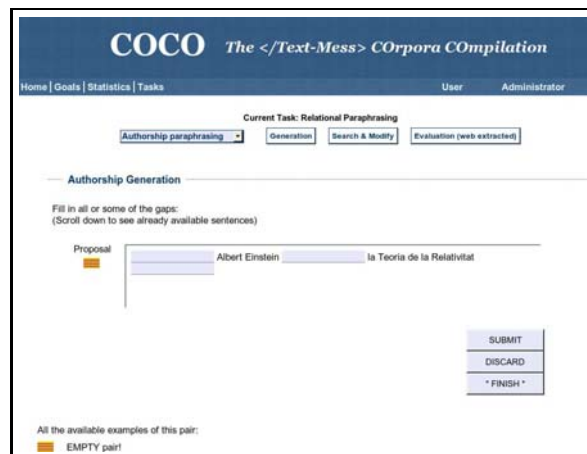 COCO The </Text-Mess> COrpora COmpilation
Home | Goals | Statistics | Tasks User Administrator
Current Task: Relational Paraphrasing
Authorship paraphrasing Generation Search & Modify Evaluation (web extracted)
Authorship Generation
Fill in all or some of the gaps:
(Scroll down to see already available sentences)
Proposal
Albert Einstein la Teoria de la Relativitat
SUBMIT
DISCARD
* FINISH *
All the available examples of this pair:
EMPTY pair!